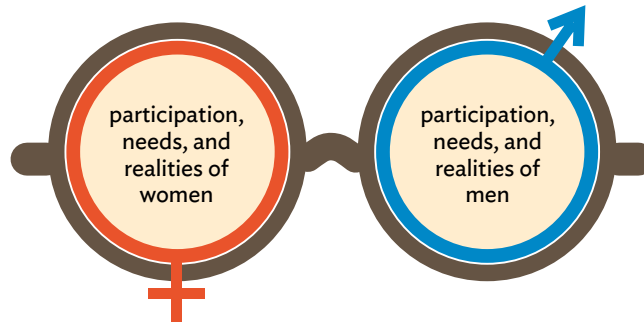 participation,
needs, and
realities of
women
participation,
needs, and
realities of
men